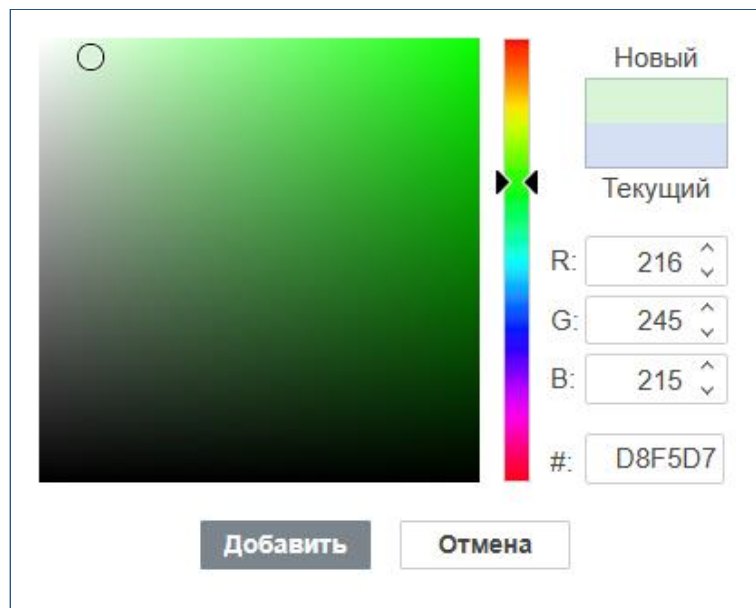 Новый
Текущий
R: 216
G: 245
B: 215
#: D8F5D7
Добавить
Отмена